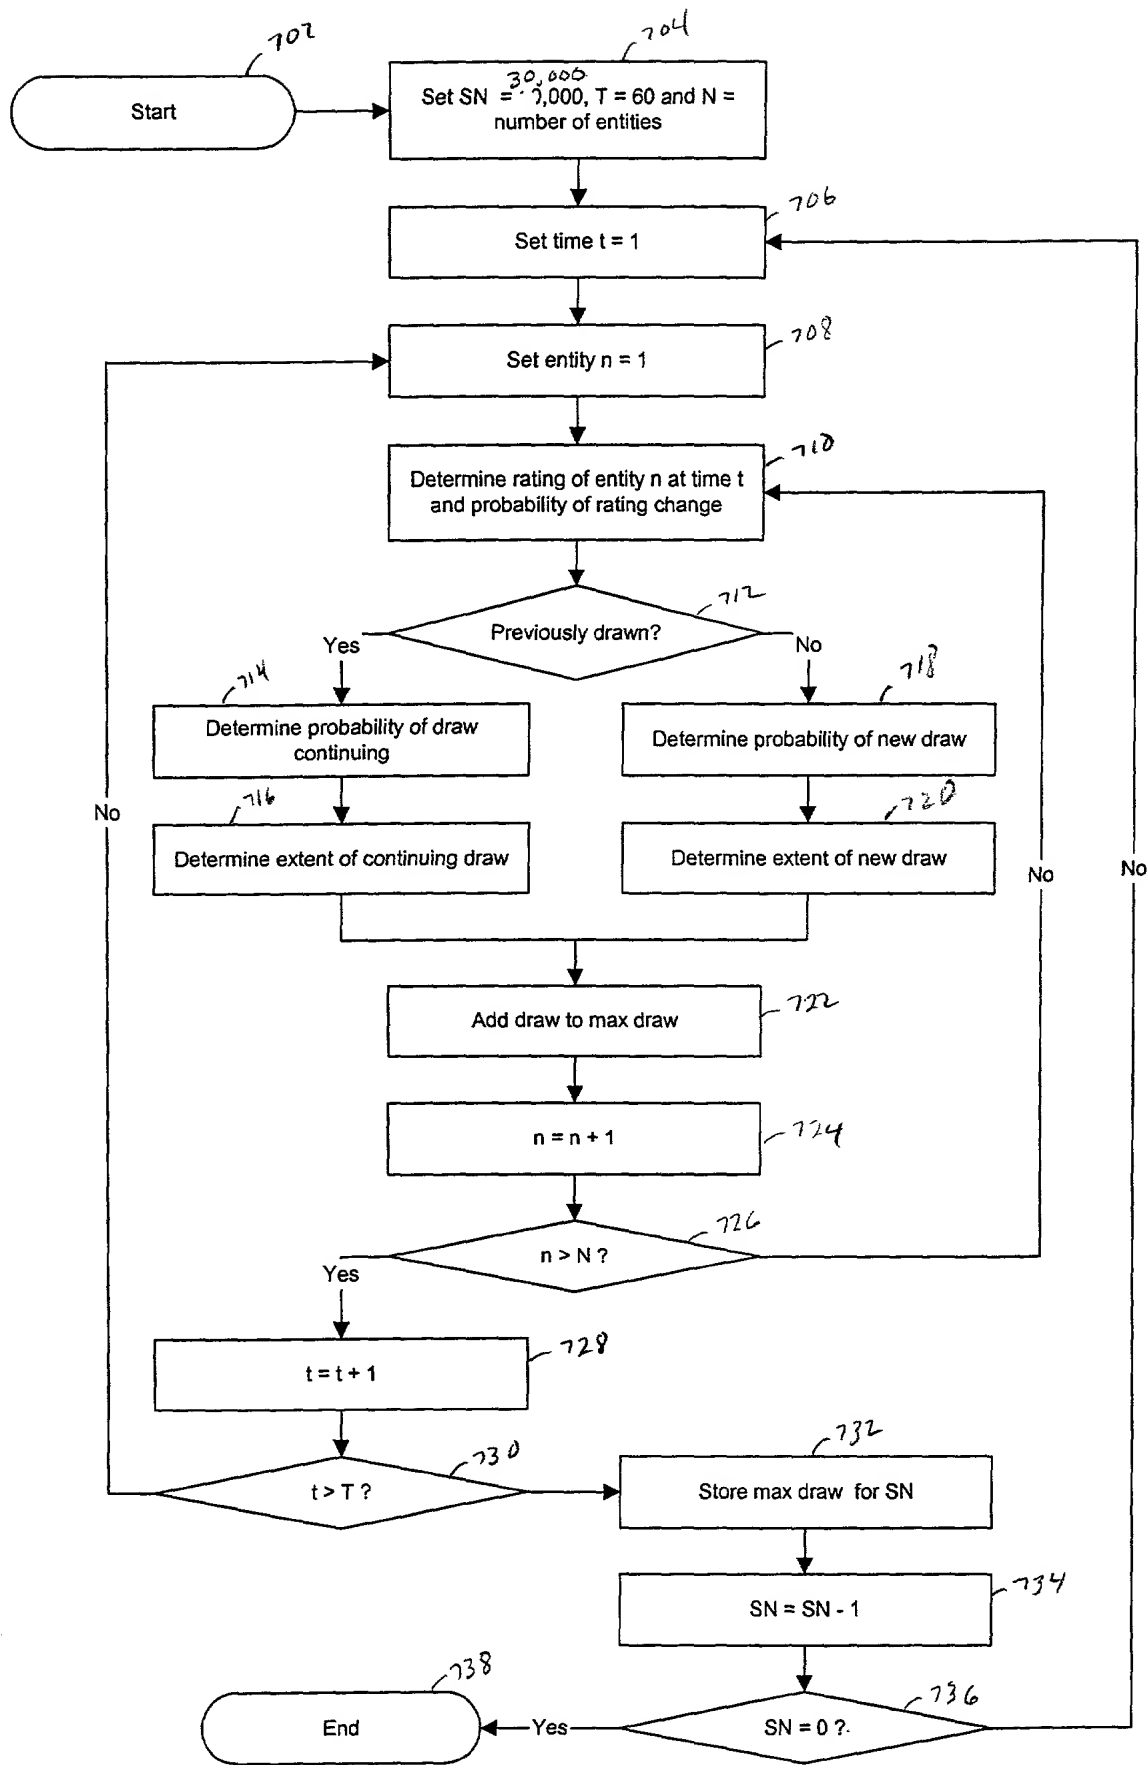 702
Start
704
30,000
Set SN = 0,000, T = 60 and N =
number of entities
706
Set time t = 1
708
Set entity n = 1
710
Determine rating of entity n at time t
and probability of rating change
712
Previously drawn?
Yes
No
714
Determine probability of draw
continuing
718
Determine probability of new draw
716
Determine extent of continuing draw
720
Determine extent of new draw
No
No
No
722
Add draw to max draw
724
n = n + 1
726
n > N ?
Yes
728
t = t + 1
730
t > T ?
732
Store max draw for SN
734
SN = SN - 1
736
SN = 0 ?
Yes
738
End